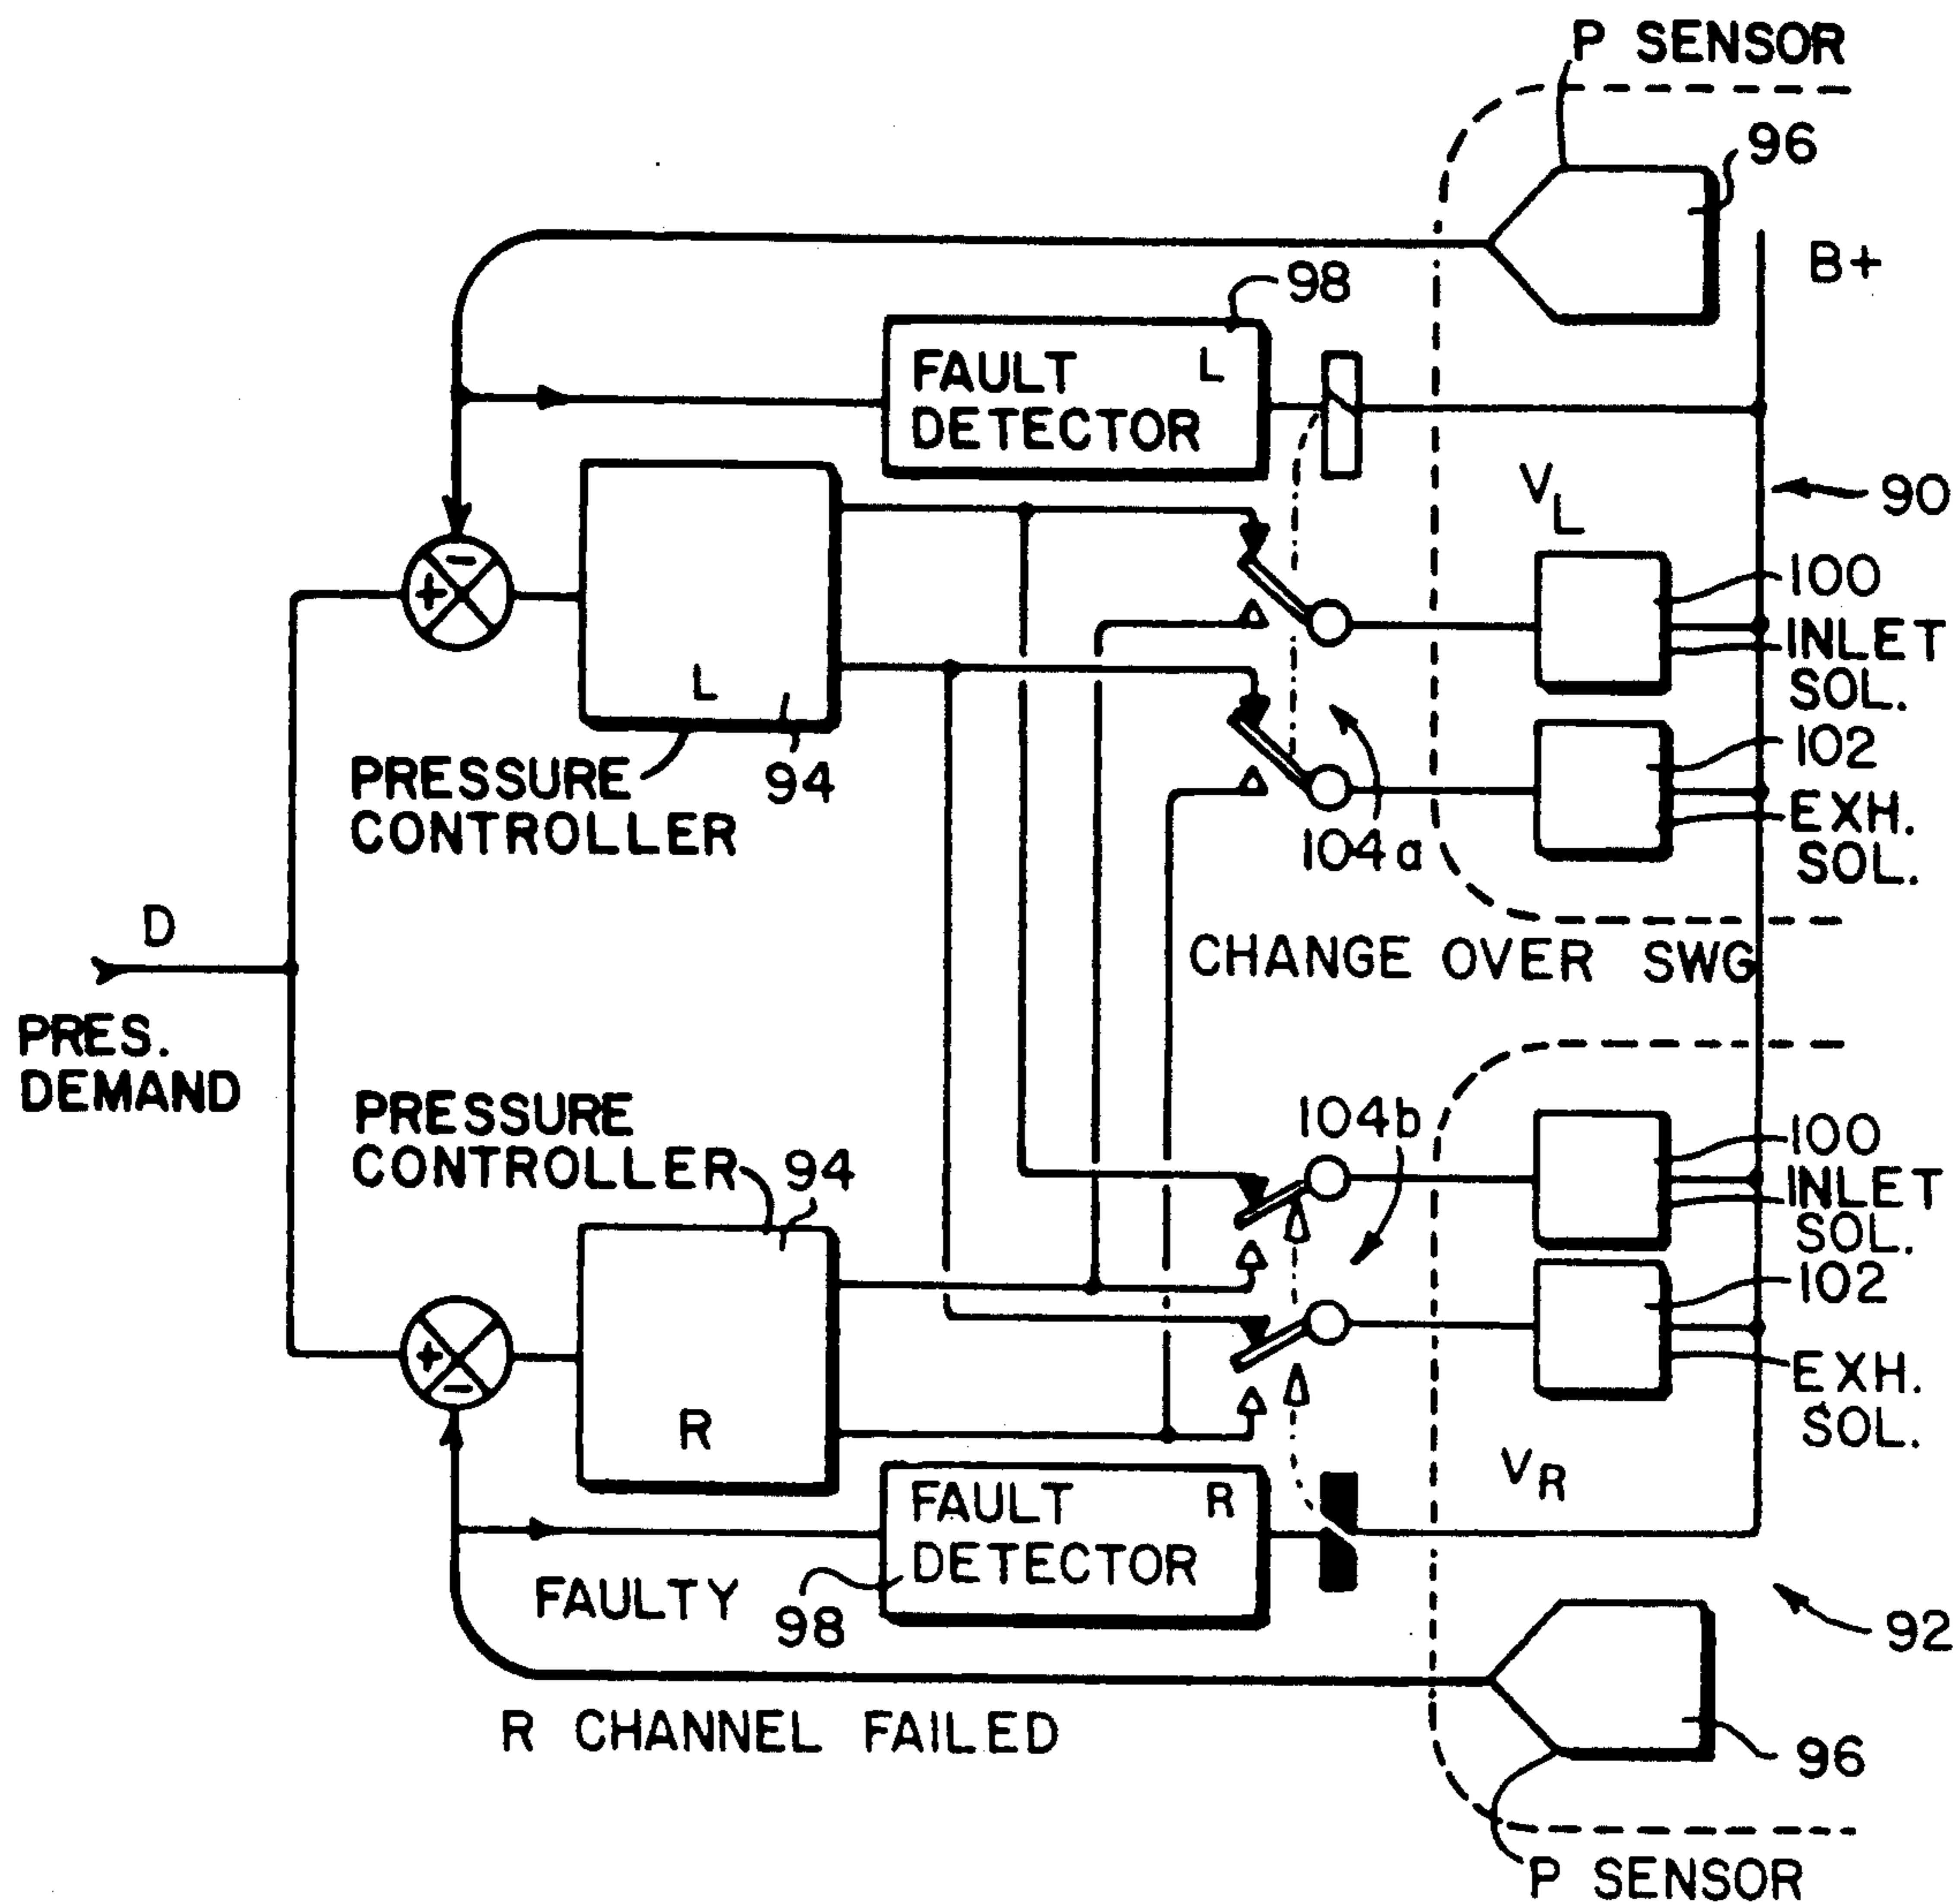 P SENSOR
96
B+
98
FAULT L
DETECTOR
V L
90
−
+
100
INLET
SOL.
L
102
PRESSURE
CONTROLLER
94
EXH.
SOL.
104a
D
CHANGE OVER SWG
PRES.
DEMAND
PRESSURE
CONTROLLER
94
104b
100
INLET
SOL.
102
+
−
EXH.
SOL.
R
V R
FAULT R
DETECTOR
FAULTY
98
92
R CHANNEL FAILED
96
P SENSOR